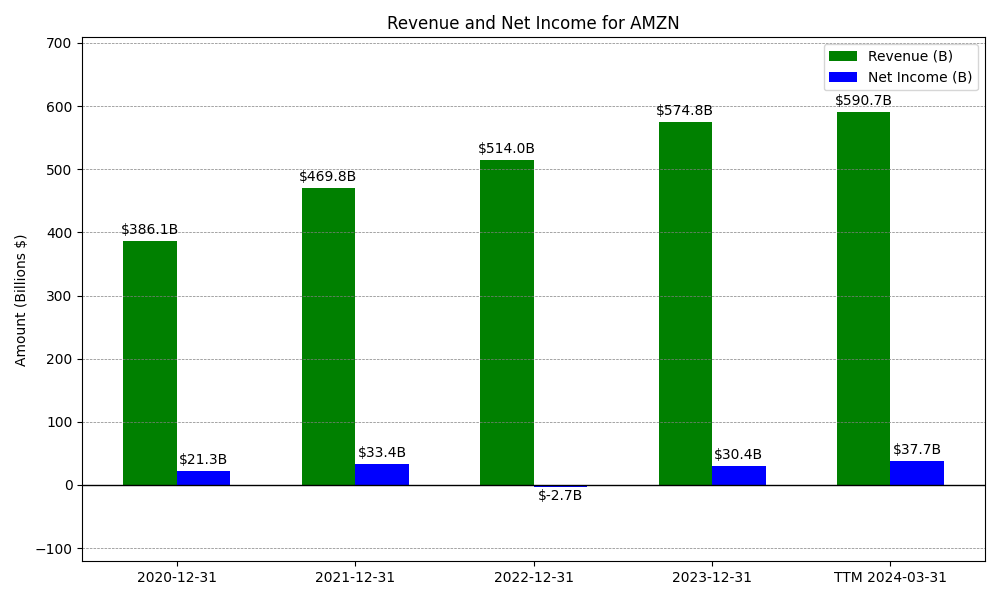 Revenue and Net Income for AMZN
Revenue (B)
Net Income (B)
Amount (Billions $)
700
600
500
400
300
200
100
0
−100
$386.1B
$469.8B
$514.0B
$574.8B
$590.7B
$21.3B
$33.4B
$-2.7B
$30.4B
$37.7B
2020-12-31
2021-12-31
2022-12-31
2023-12-31
TTM 2024-03-31